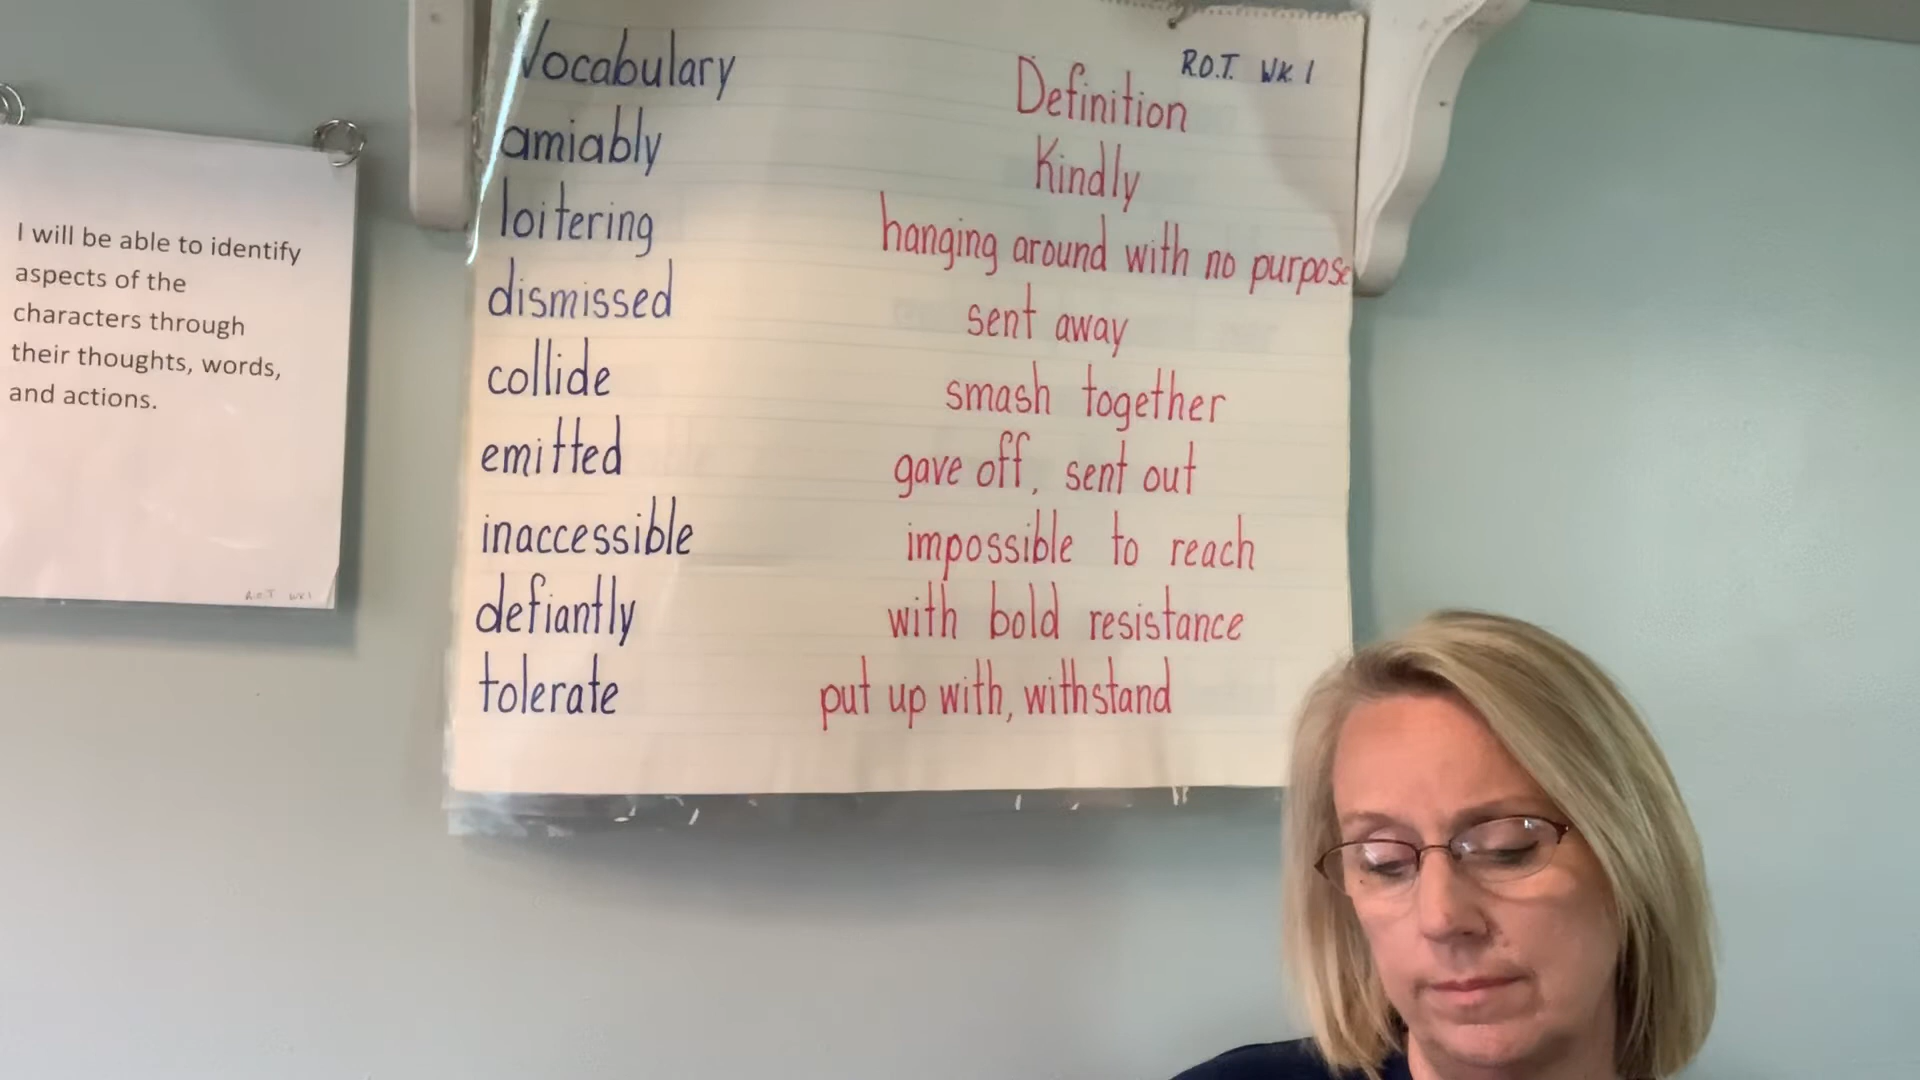 I will be able to identify
aspects of the
characters through
their thoughts, words,
and actions.
R.O.T WK1
R.O.T. WK. 1
Vocabulary Definition
amiably Kindly
loitering hanging around with no purpose
dismissed sent away
collide smash together
emitted gave off, sent out
inaccessible impossible to reach
defiantly with bold resistance
tolerate put up with, withstand